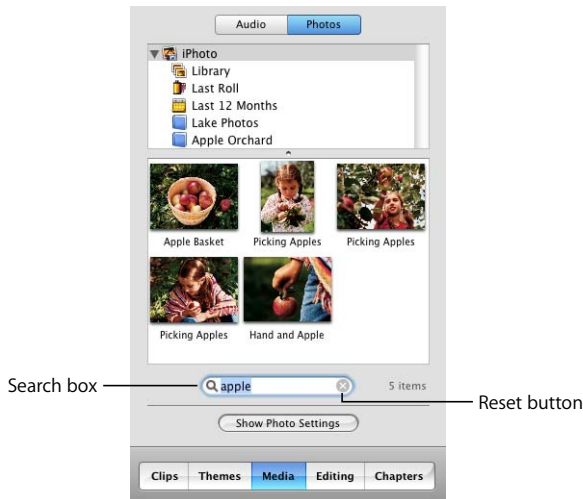 Audio Photos
iPhoto
Library
Last Roll
Last 12 Months
Lake Photos
Apple Orchard
Apple Basket Picking Apples Picking Apples
Picking Apples Hand and Apple
Search box apple 5 items
Reset button
Show Photo Settings
Clips Themes Media Editing Chapters